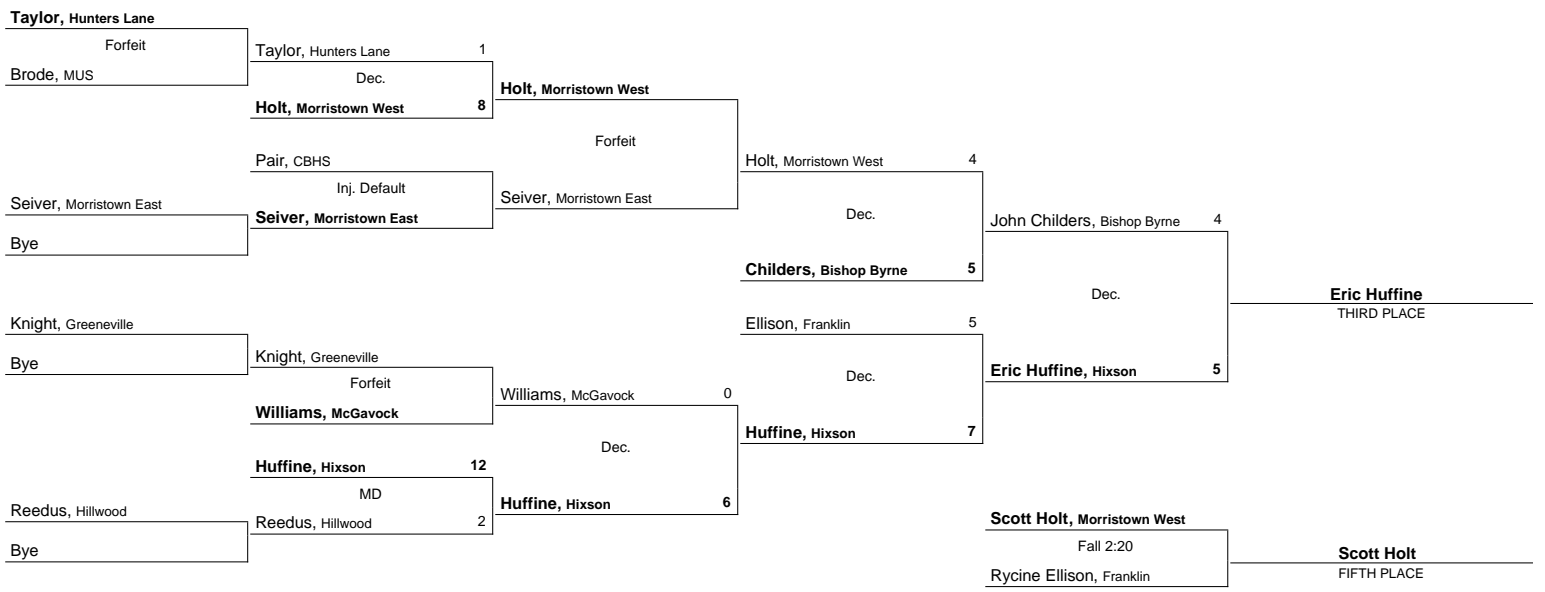 Taylor, Hunters Lane
Forfeit
Brode, MUS
Taylor, Hunters Lane 1
Dec.
Holt, Morristown West 8
Holt, Morristown West
Forfeit
Seiver, Morristown East
Pair, CBHS
Inj. Default
Seiver, Morristown East
Seiver, Morristown East
Bye
Holt, Morristown West 4
Dec.
Childers, Bishop Byrne 5
John Childers, Bishop Byrne 4
Dec.
Eric Huffine, Hixson 5
Eric Huffine
THIRD PLACE
Knight, Greeneville
Bye
Knight, Greeneville
Forfeit
Williams, McGavock
Williams, McGavock 0
Dec.
Huffine, Hixson 6
Ellison, Franklin 5
Dec.
Huffine, Hixson 7
Huffine, Hixson 12
MD
Reedus, Hillwood 2
Reedus, Hillwood
Bye
Scott Holt, Morristown West
Fall 2:20
Rycine Ellison, Franklin
Scott Holt
FIFTH PLACE